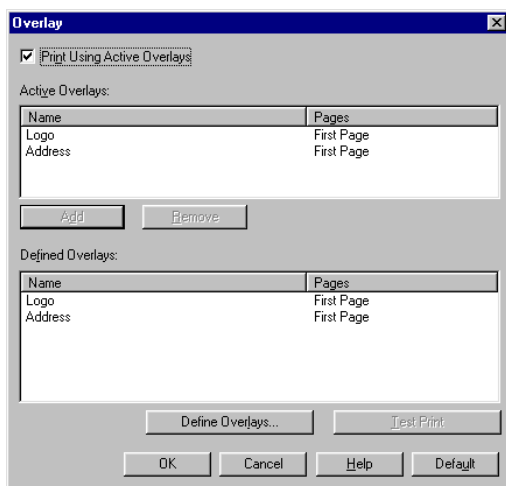 Overlay
Print Using Active Overlays
Active Overlays:
Name Pages
Logo First Page
Address First Page
Add Remove
Defined Overlays:
Name Pages
Logo First Page
Address First Page
Define Overlays... Test Print
OK Cancel Help Default